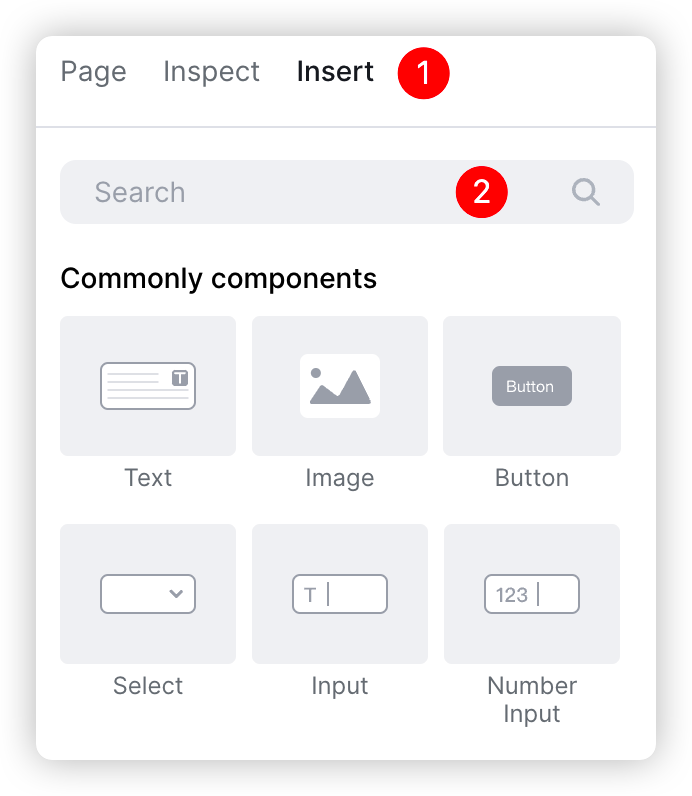 Page Inspect Insert 1
Search 2
Commonly components
T
Button
Text Image Button
T 123
Select Input Number
Input